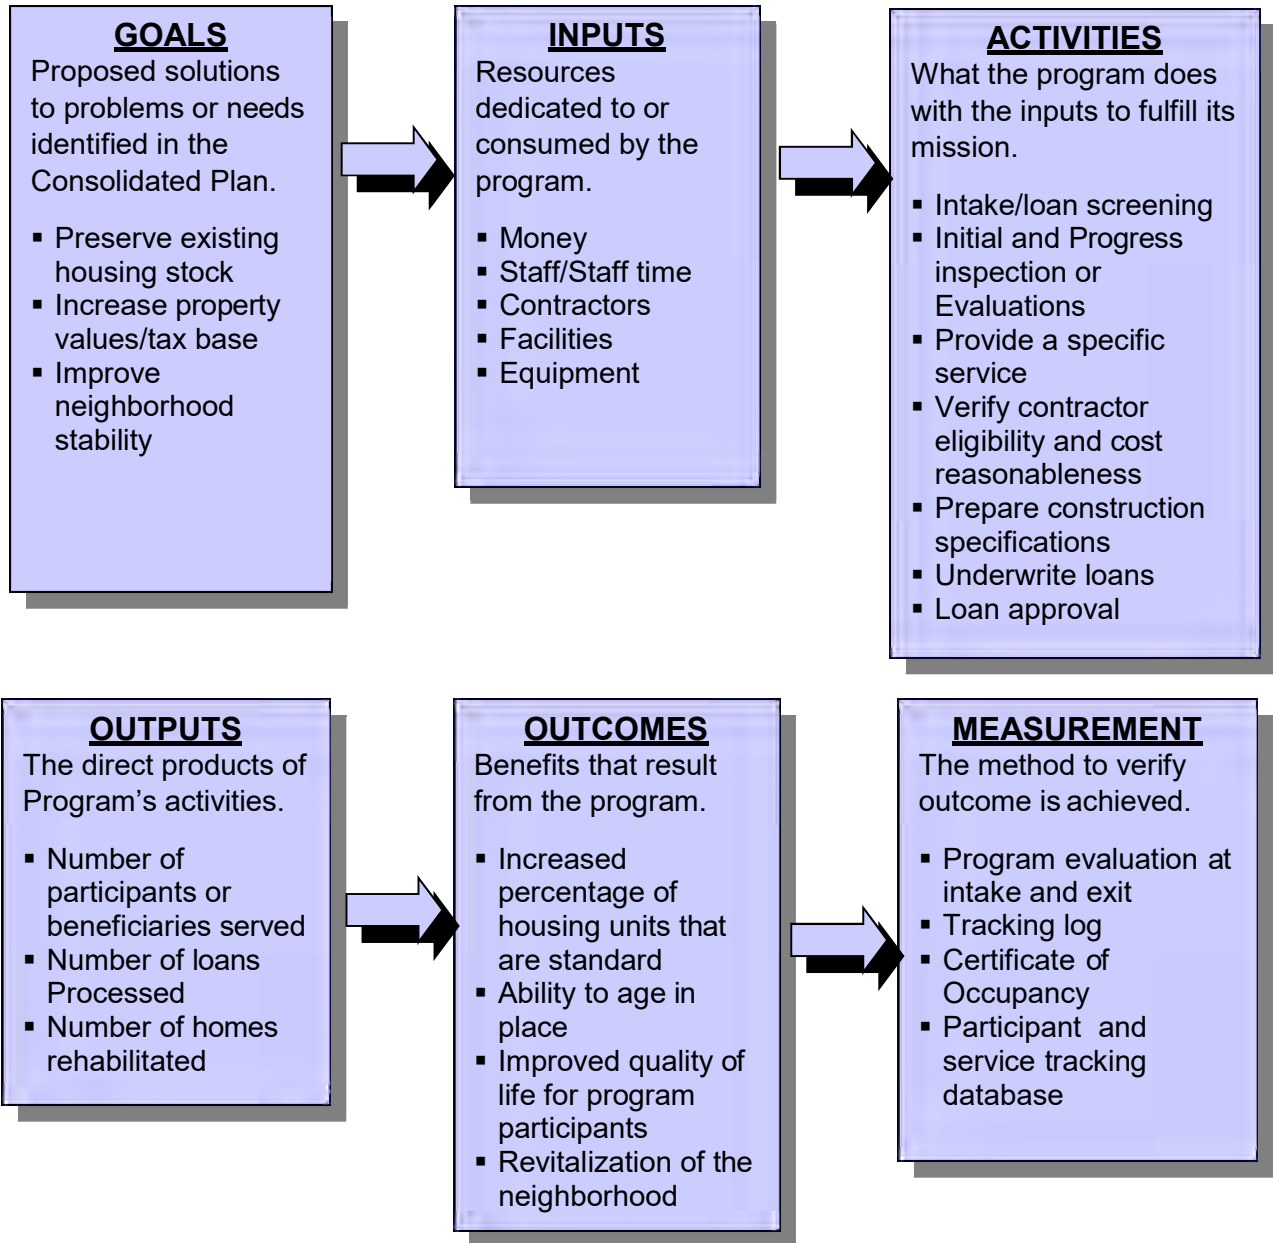 GOALS
Proposed solutions
to problems or needs
identified in the
Consolidated Plan.
▪ Preserve existing
housing stock
▪ Increase property
values/tax base
▪ Improve
neighborhood
stability
INPUTS
Resources
dedicated to or
consumed by the
program.
▪ Money
▪ Staff/Staff time
▪ Contractors
▪ Facilities
▪ Equipment
ACTIVITIES
What the program does
with the inputs to fulfill its
mission.
▪ Intake/loan screening
▪ Initial and Progress
inspection or
Evaluations
▪ Provide a specific
service
▪ Verify contractor
eligibility and cost
reasonableness
▪ Prepare construction
specifications
▪ Underwrite loans
▪ Loan approval
OUTPUTS
The direct products of
Program’s activities.
▪ Number of
participants or
beneficiaries served
▪ Number of loans
Processed
▪ Number of homes
rehabilitated
OUTCOMES
Benefits that result
from the program.
▪ Increased
percentage of
housing units that
are standard
▪ Ability to age in
place
▪ Improved quality of
life for program
participants
▪ Revitalization of the
neighborhood
MEASUREMENT
The method to verify
outcome is achieved.
▪ Program evaluation at
intake and exit
▪ Tracking log
▪ Certificate of
Occupancy
▪ Participant and
service tracking
database